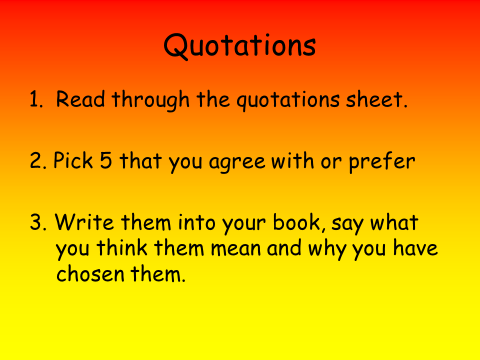 Quotations
1. Read through the quotations sheet.
2. Pick 5 that you agree with or prefer
3. Write them into your book, say what
you think them mean and why you have
chosen them.